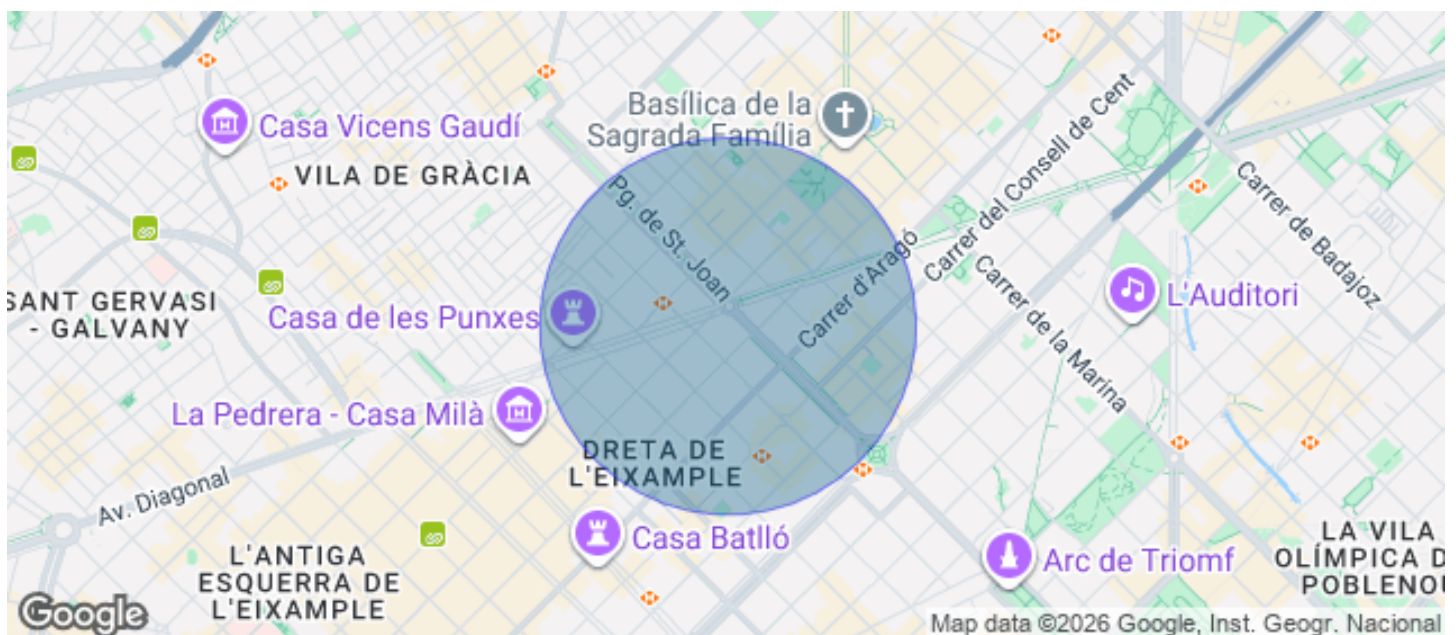 Basílica de la
Sagrada Família
Casa Vicens Gaudí
VILA DE GRÀCIA
Pg. de St. Joan
Carrer del Consell de Cent
Carrer de Badajoz
SANT GERVASI
- GALVANY
Casa de les Punxes
Carrer d'Aragó
Carrer de la Marina
L'Auditori
La Pedrera - Casa Milà
DRETA DE
L'EIXAMPLE
Av. Diagonal
Casa Batlló
L'ANTIGA
ESQUERRA DE
L'EIXAMPLE
Arc de Triomf
LA VILA
OLÍMPICA D
POBLENOU
Google
Map data ©2026 Google, Inst. Geogr. Nacional